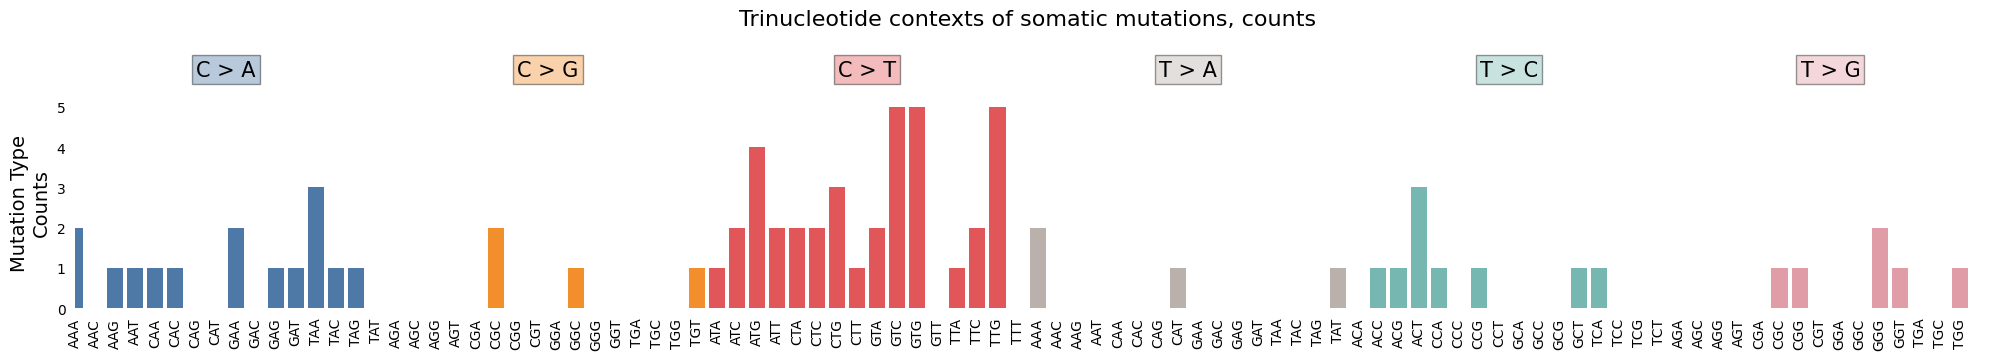 Trinucleotide contexts of somatic mutations, counts
C > A
C > G
C > T
T > A
T > C
T > G
Mutation Type
Counts
5
4
3
2
1
0
AAA AAC AAG AAT CAA CAC CAG CAT GAA GAC GAG GAT TAA TAC TAG TAT AGA AGC AGG AGT CGA CGC CGG CGT GGA GGC GGG GGT TGA TGC TGG TGT ATA ATC ATG ATT CTA CTC CTG CTT GTA GTC GTG GTT TTA TTC TTG TTT AAA AAC AAG AAT CAA CAC CAG CAT GAA GAC GAG GAT TAA TAC TAG TAT ACA ACC ACG ACT CCA CCC CCG CCT GCA GCC GCG GCT TCA TCC TCG TCT AGA AGC AGG AGT CGA CGC CGG CGT GGA GGC GGG GGT TGA TGC TGG